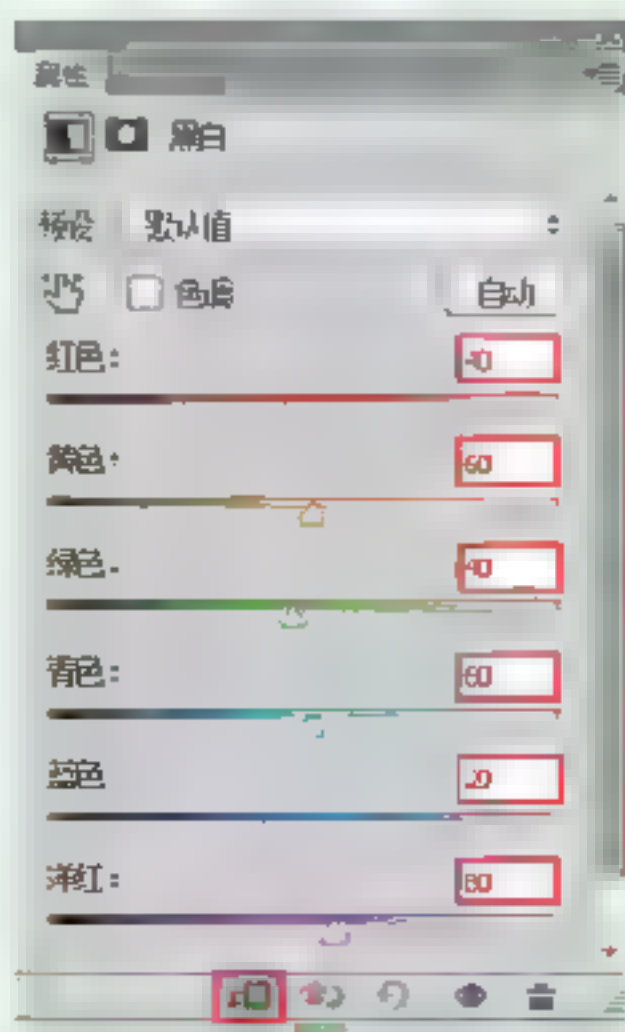 属性
黑白
预设 默认值
色调 自动
红色: 40
黄色: 60
绿色: 40
青色: 60
蓝色 20
洋红: 80